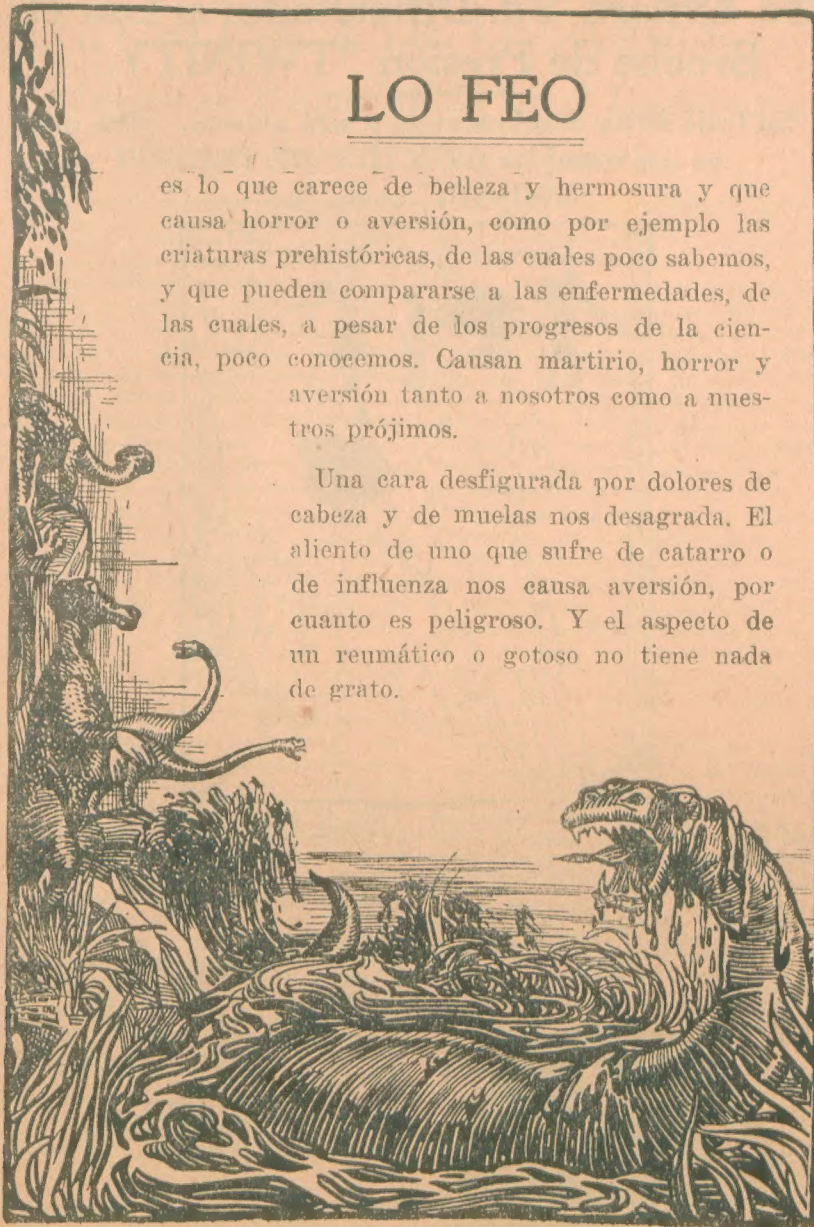 LO FEO
es lo que carece de belleza y hermosura y que
causa horror o aversión, como por ejemplo las
criaturas prehistóricas, de las cuales poco sabemos,
y que pueden compararse a las enfermedades, de
las cuales, a pesar de los progresos de la cien-
cia, poco conocemos. Causan martirio, horror y
aversión tanto a nosotros como a nues-
tros prójimos.
Una cara desfigurada por dolores de
cabeza y de muelas nos desagrada. El
aliento de uno que sufre de catarro o
de influenza nos causa aversión, por
cuanto es peligroso. Y el aspecto de
un reumático o gotoso no tiene nada
de grato.